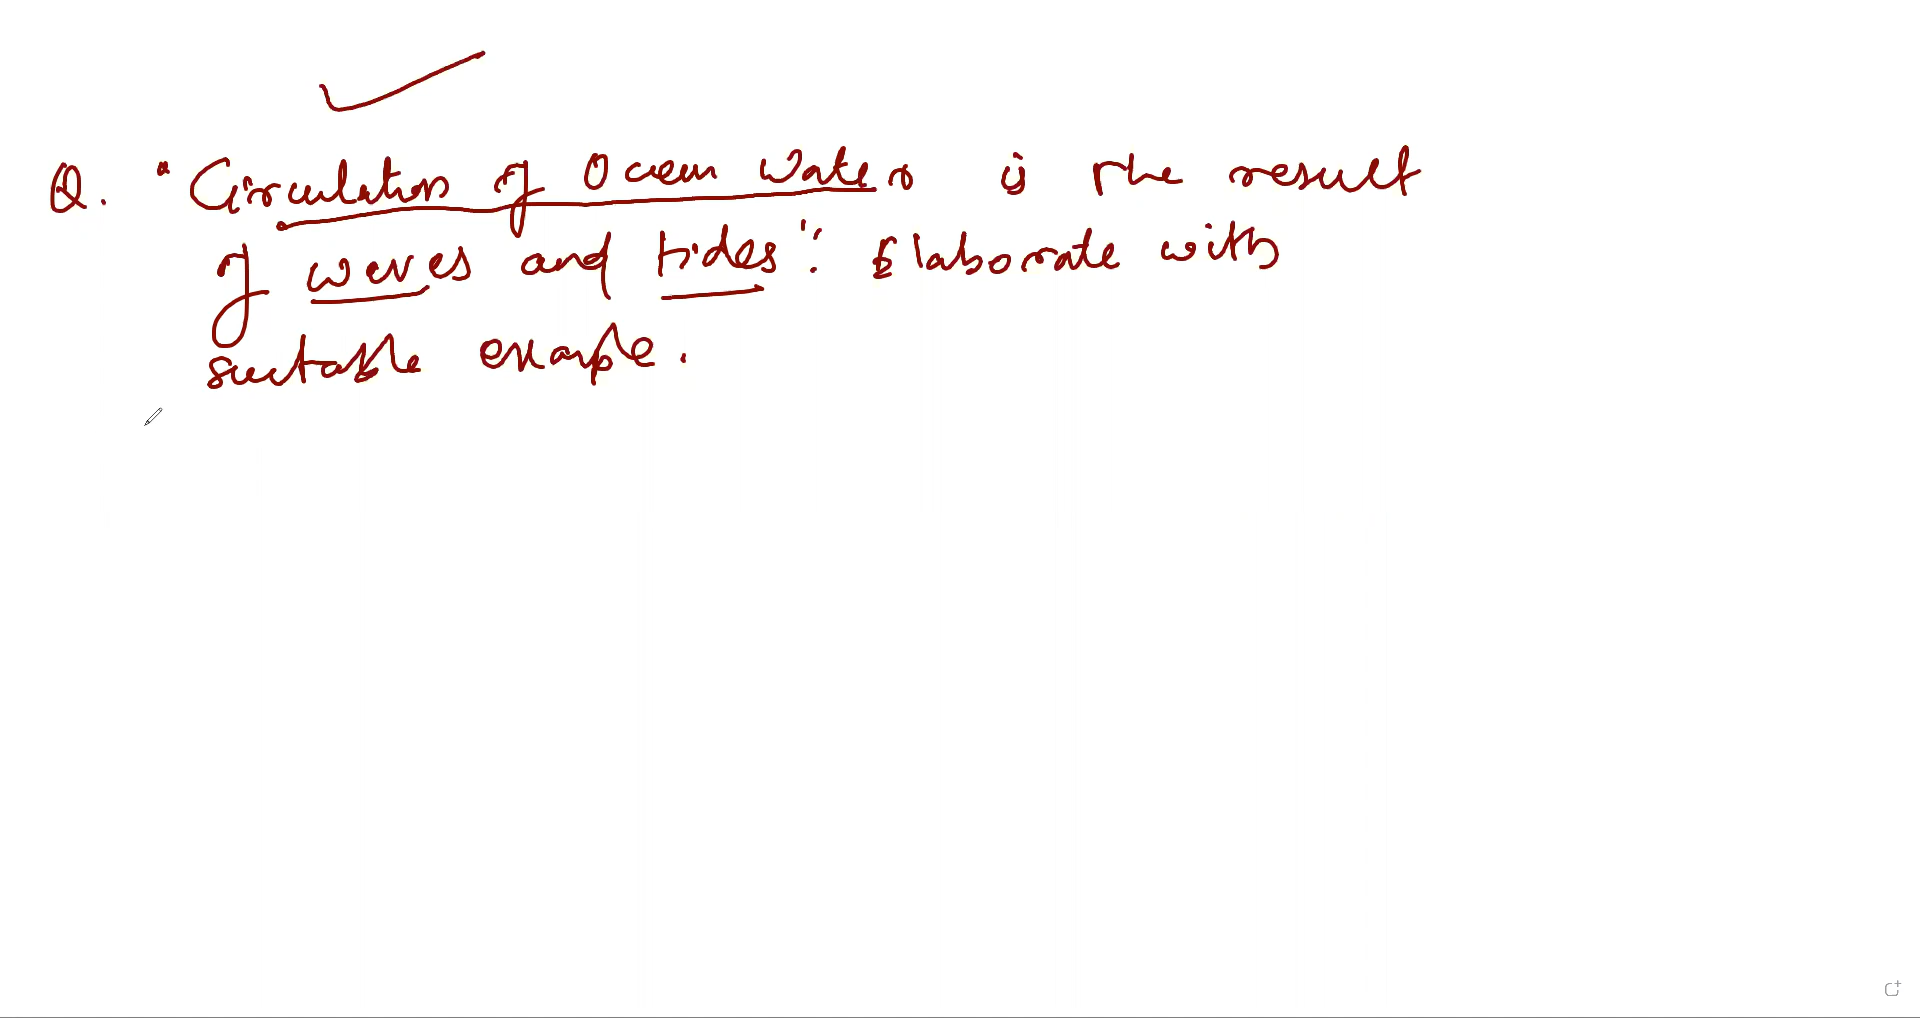 Q. "Circulation of Ocean Water is the result
of waves and tides". Elaborate with
suitable example.